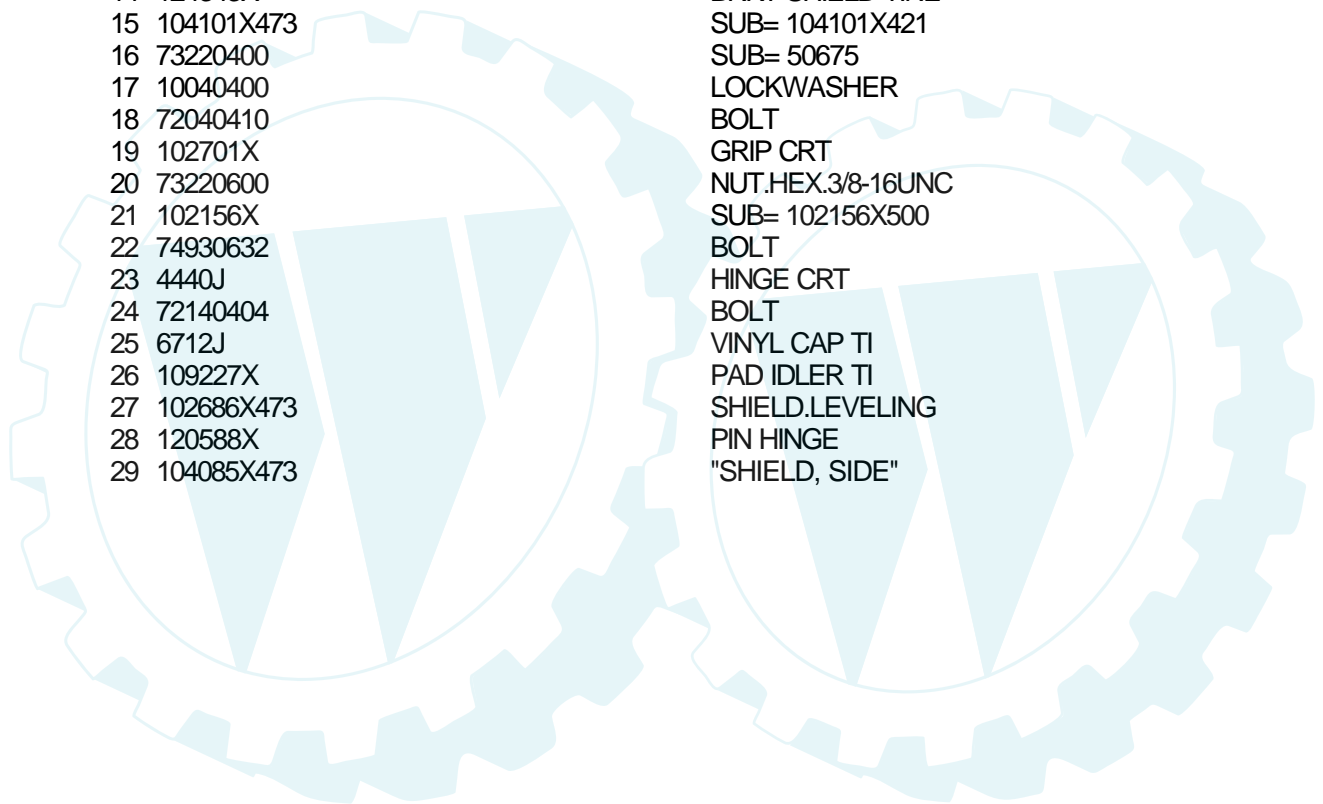 15 104101X473 SUB= 104101X421
16 73220400 SUB= 50675
17 10040400 LOCKWASHER
18 72040410 BOLT
19 102701X GRIP CRT
20 73220600 NUT.HEX.3/8-16UNC
21 102156X SUB= 102156X500
22 74930632 BOLT
23 4440J HINGE CRT
24 72140404 BOLT
25 6712J VINYL CAP TI
26 109227X PAD IDLER TI
27 102686X473 SHIELD.LEVELING
28 120588X PIN HINGE
29 104085X473 "SHIELD, SIDE"